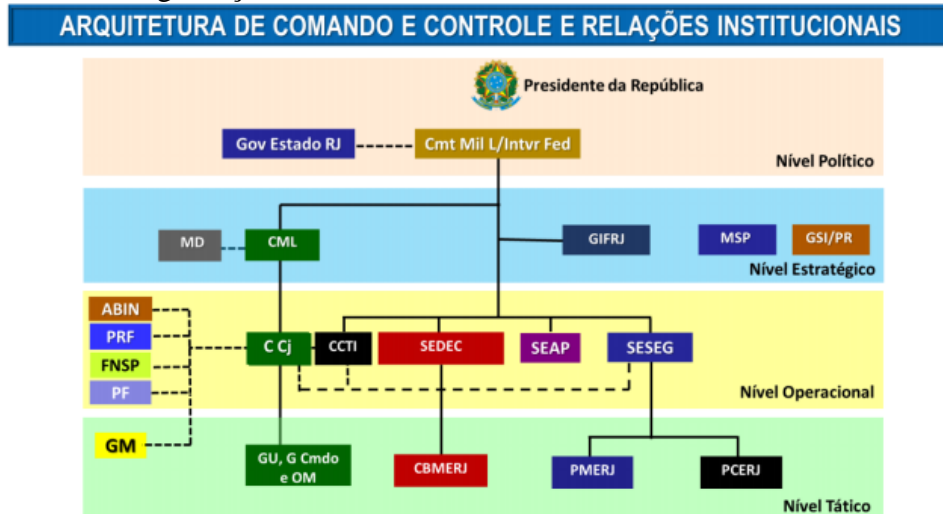 ARQUITETURA DE COMANDO E CONTROLE E RELAÇÕES INSTITUCIONAIS
Presidente da República
Gov Estado RJ
Cmt Mil L/Intvr Fed
Nível Político
MD
CML
GIFRJ
MSP
GSI/PR
Nível Estratégico
ABIN
PRF
FNSP
PF
C Cj
CCTI
SEDEC
SEAP
SESEG
Nível Operacional
GM
GU, G Cmdo
e OM
CBMERJ
PMERJ
PCERJ
Nível Tático